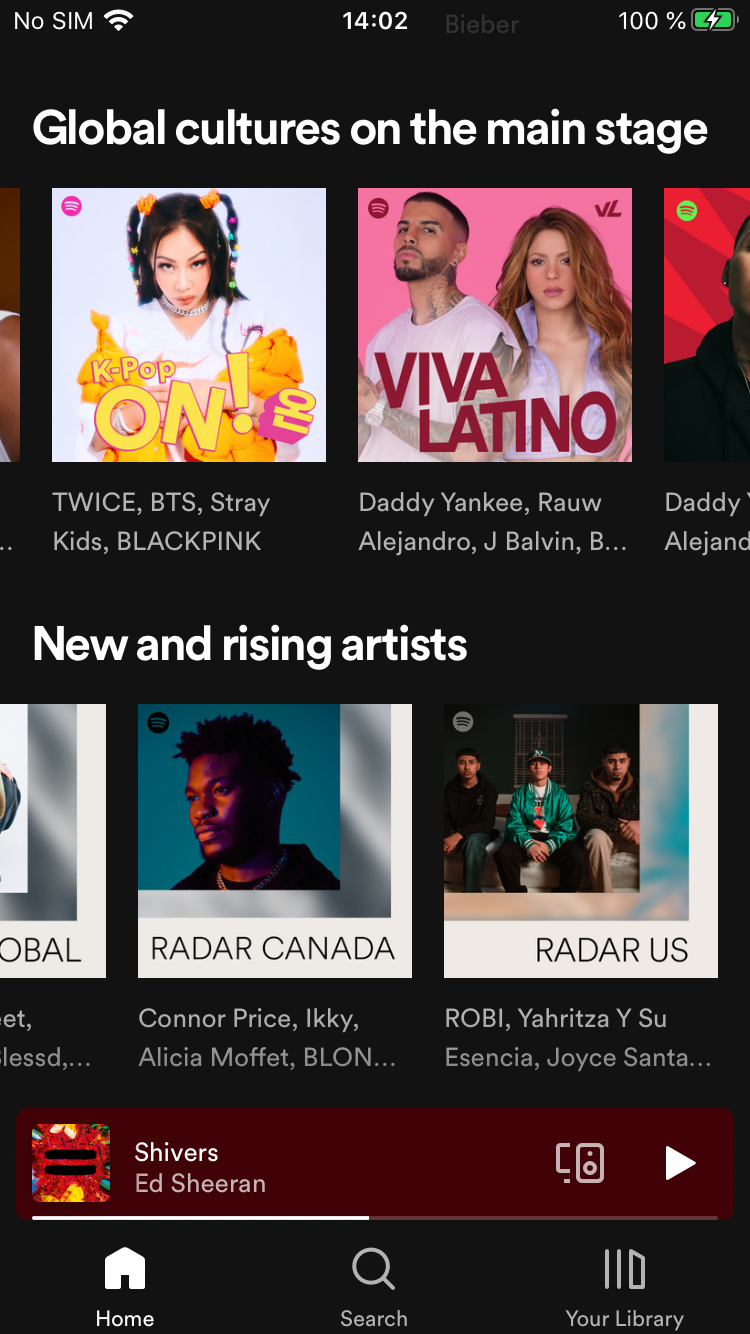 No SIM 14:02 Bieber 100 %
Global cultures on the main stage
VL
K-Pop
ON! 온
VIVA
LATINO
TWICE, BTS, Stray
Kids, BLACKPINK
Daddy Yankee, Rauw
Alejandro, J Balvin, B...
Daddy Y
Alejand
...
New and rising artists
OBAL
RADAR CANADA
RADAR US
eet,
Blessd,...
Connor Price, Ikky,
Alicia Moffet, BLON...
ROBI, Yahritza Y Su
Esencia, Joyce Santa...
Shivers
Ed Sheeran
Home
Search
Your Library